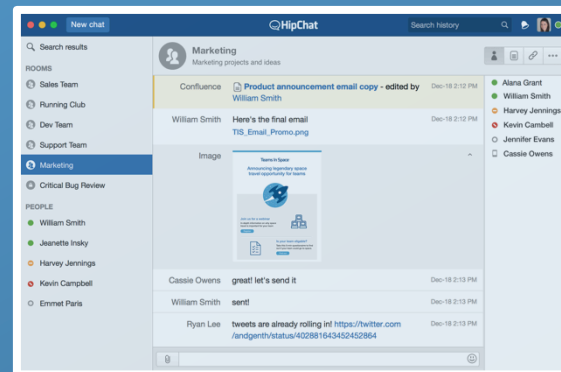 New chat
HipChat
Search history
Search results
ROOMS
Sales Team
Running Club
Dev Team
Support Team
Marketing
Critical Bug Review
PEOPLE
William Smith
Jeanette Insky
Harvey Jennings
Kevin Campbell
Emmet Paris
Marketing
Marketing projects and ideas
Confluence
Product announcement email copy - edited by
William Smith
Dec-18 2:12 PM
William Smith
Here's the final email
Dec-18 2:12 PM
TIS_Email_Promo.png
Image
Teams in Space
Announcing legendary space
travel opportunity for teams
Cassie Owens
great! let's send it
Dec-18 2:13 PM
William Smith
sent!
Dec-18 2:13 PM
Ryan Lee
tweets are already rolling in! https://twitter.com
/andgenth/status/402881643452452864
Dec-18 2:13 PM
Alana Grant
William Smith
Harvey Jennings
Kevin Cambell
Jennifer Evans
Cassie Owens